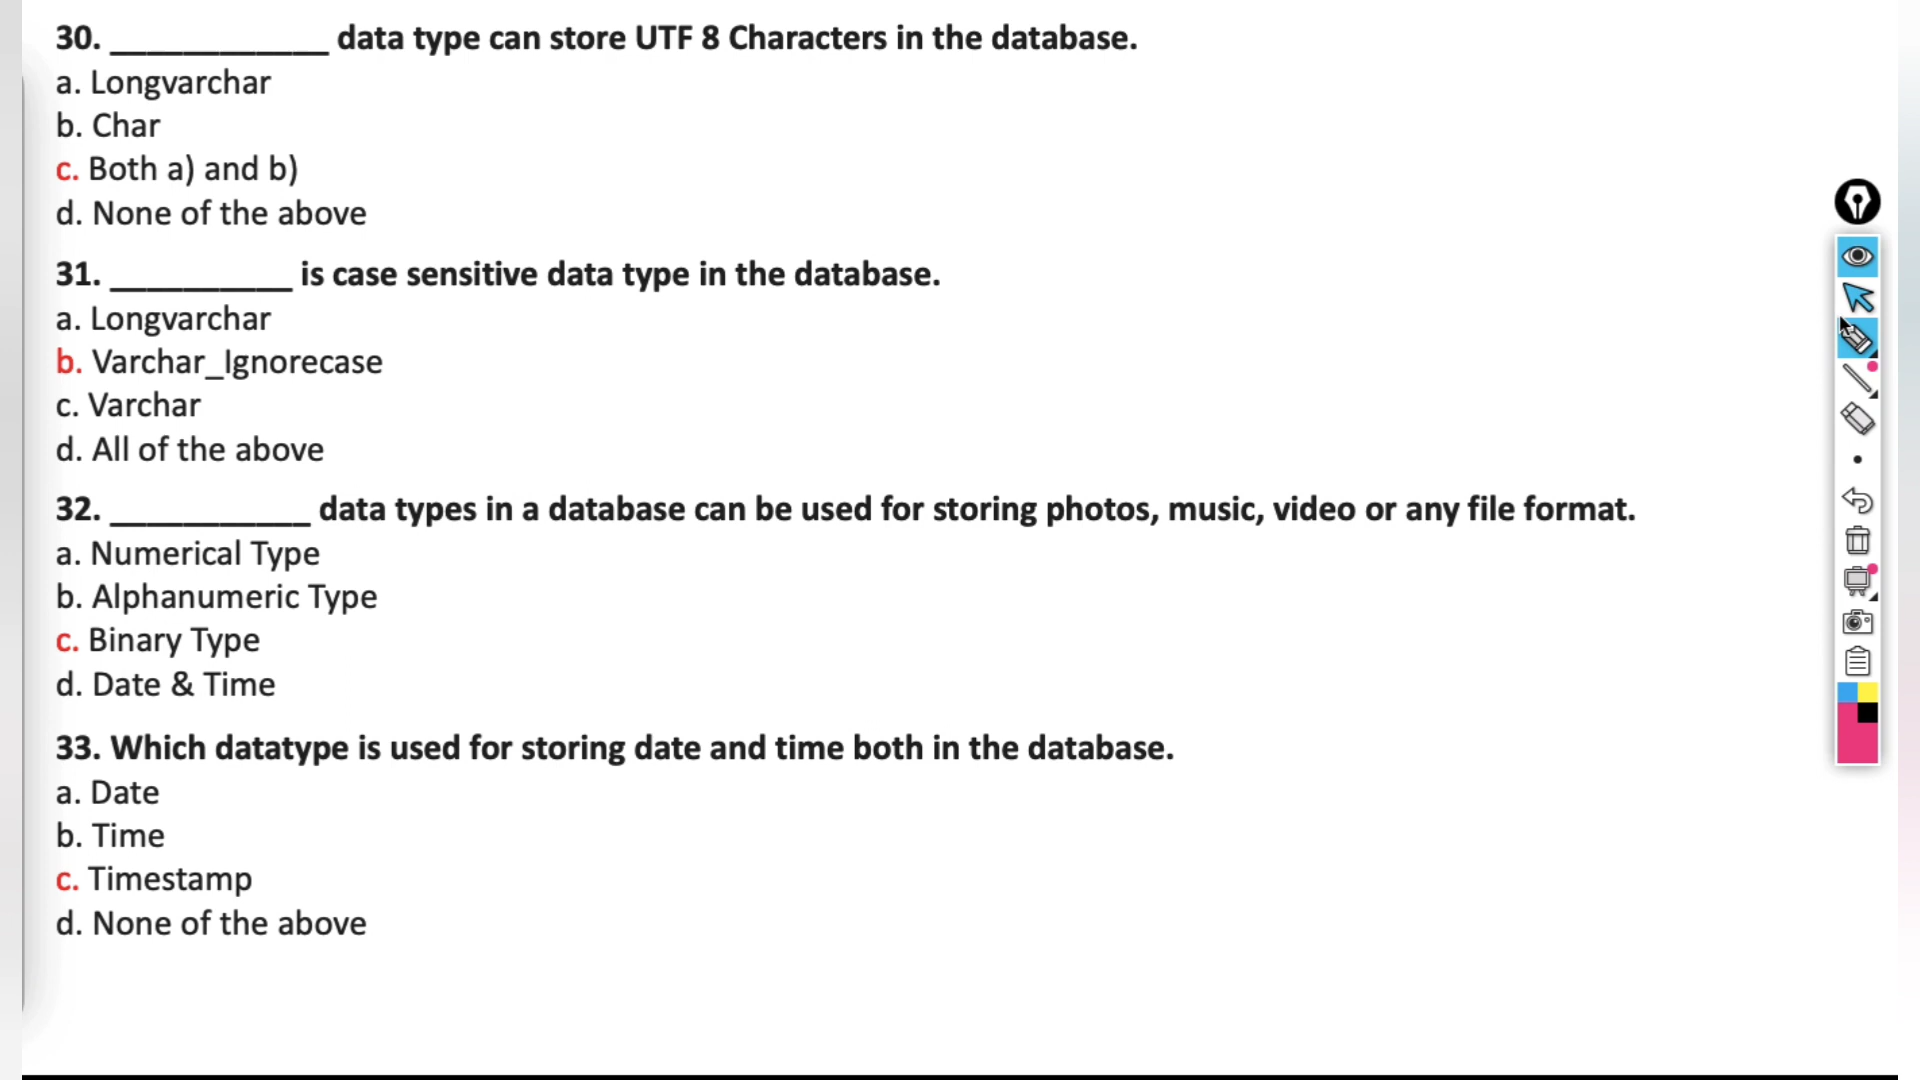 30. ____________ data type can store UTF 8 Characters in the database.
a. Longvarchar
b. Char
c. Both a) and b)
d. None of the above
31. __________ is case sensitive data type in the database.
a. Longvarchar
b. Varchar_Ignorecase
c. Varchar
d. All of the above
32. ___________ data types in a database can be used for storing photos, music, video or any file format.
a. Numerical Type
b. Alphanumeric Type
c. Binary Type
d. Date & Time
33. Which datatype is used for storing date and time both in the database.
a. Date
b. Time
c. Timestamp
d. None of the above